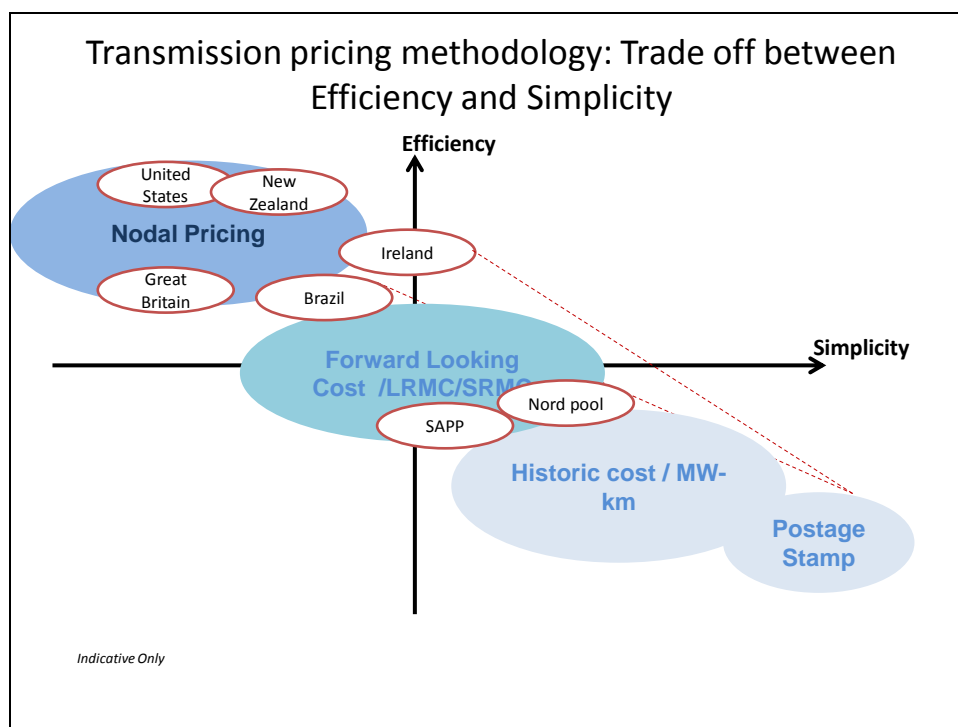 Transmission pricing methodology: Trade off between
Efficiency and Simplicity
Efficiency
United
States
New
Zealand
Nodal Pricing
Ireland
Great
Britain
Brazil
Simplicity
Forward Looking
Cost /LRMC/SRMC
Nord pool
SAPP
Historic cost / MW-
km
Postage
Stamp
Indicative Only